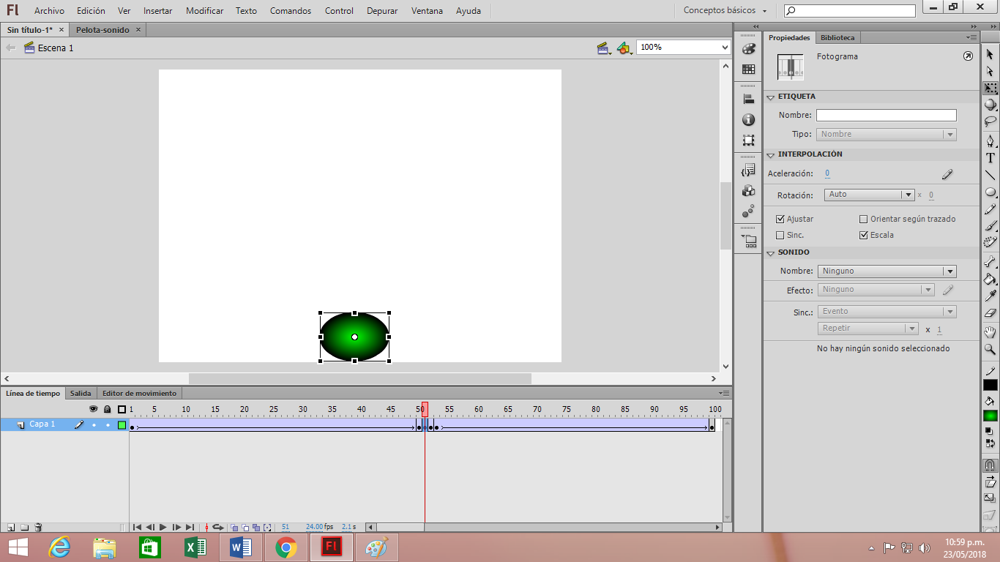 Fl Archivo Edición Ver Insertar Modificar Texto Comandos Control Depurar Ventana Ayuda Conceptos básicos
Sin título-1* × Pelota-sonido ×
Escena 1 100%
Propiedades Biblioteca
Fotograma
ETIQUETA
Nombre:
Tipo: Nombre
INTERPOLACIÓN
Aceleración: 0
Rotación: Auto x 0
Ajustar Orientar según trazado
Sinc. Escala
SONIDO
Nombre: Ninguno
Efecto: Ninguno
Sinc.: Evento
Repetir x 1
No hay ningún sonido seleccionado
T
Línea de tiempo Salida Editor de movimiento
1 5 10 15 20 25 30 35 40 45 50 55 60 65 70 75 80 85 90 95 100
Capa 1
51 24.00 fps 2.1 s
Fl
10:59 p.m.
23/05/2018